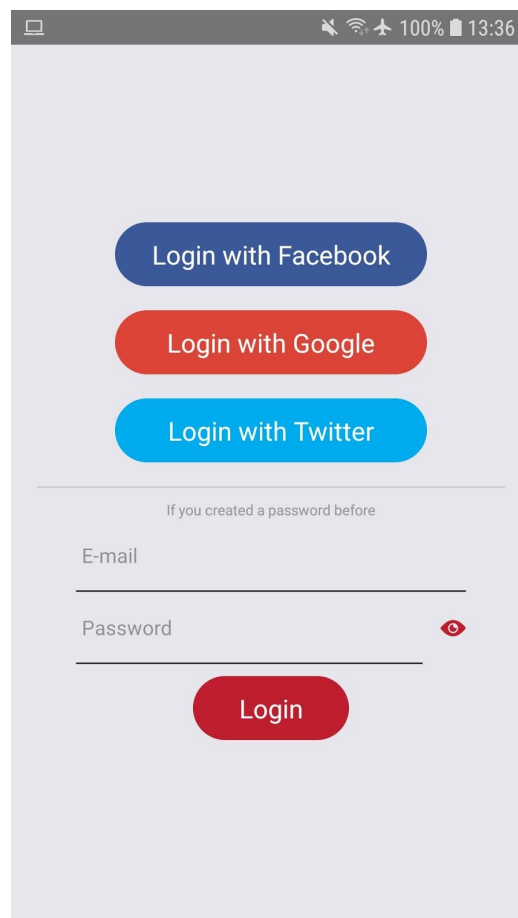 100% 13:36
Login with Facebook
Login with Google
Login with Twitter
If you created a password before
E-mail
Password
Login